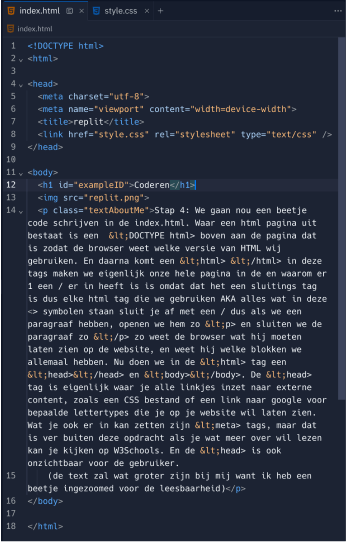 index.html style.css
index.html
1 <!DOCTYPE html>
2 <html>
3
4 <head>
5 <meta charset="utf-8">
6 <meta name="viewport" content="width=device-width">
7 <title>replit</title>
8 <link href="style.css" rel="stylesheet" type="text/css" />
9 </head>
10
11 <body>
12 <h1 id="exampleID">Coderen</h1>
13 <img src="replit.png">
14 <p class="textAboutMe">Stap 4: We gaan nou een beetje
code schrijven in de index.html. Waar een html pagina uit
bestaat is een &lt;DOCTYPE html> boven aan de pagina dat
is zodat de browser weet welke versie van HTML wij
gebruiken. En daarna komt een &lt;html> &lt;/html> in deze
tags maken we eigenlijk onze hele pagina in de en waarom er
1 een / er in heeft is is omdat dat het een sluitings tag
is dus elke html tag die we gebruiken AKA alles wat in deze
<> symbolen staan sluit je af met een / dus als we een
paragraaf hebben, openen we hem zo &lt;p> en sluiten we de
paragraaf zo &lt;/p> zo weet de browser wat hij moeten
laten zien op de website, en weet hij welke blokken we
allemaal hebben. Nu doen we in de &lt;html> tag een
&lt;head>&lt;/head> en &lt;body>&lt;/body>. De &lt;head>
tag is eigenlijk waar je alle linkjes inzet naar externe
content, zoals een CSS bestand of een link naar google voor
bepaalde lettertypes die je op je website wil laten zien.
Wat je ook er in kan zetten zijn &lt;meta> tags, maar dat
is ver buiten deze opdracht als je wat meer over wil lezen
kan je kijken op W3Schools. En de &lt;head> is ook
onzichtbaar voor de gebruiker.
15 (de text zal wat groter zijn bij mij want ik heb een
beetje ingezoomed voor de leesbaarheid)</p>
16 </body>
17
18 </html>